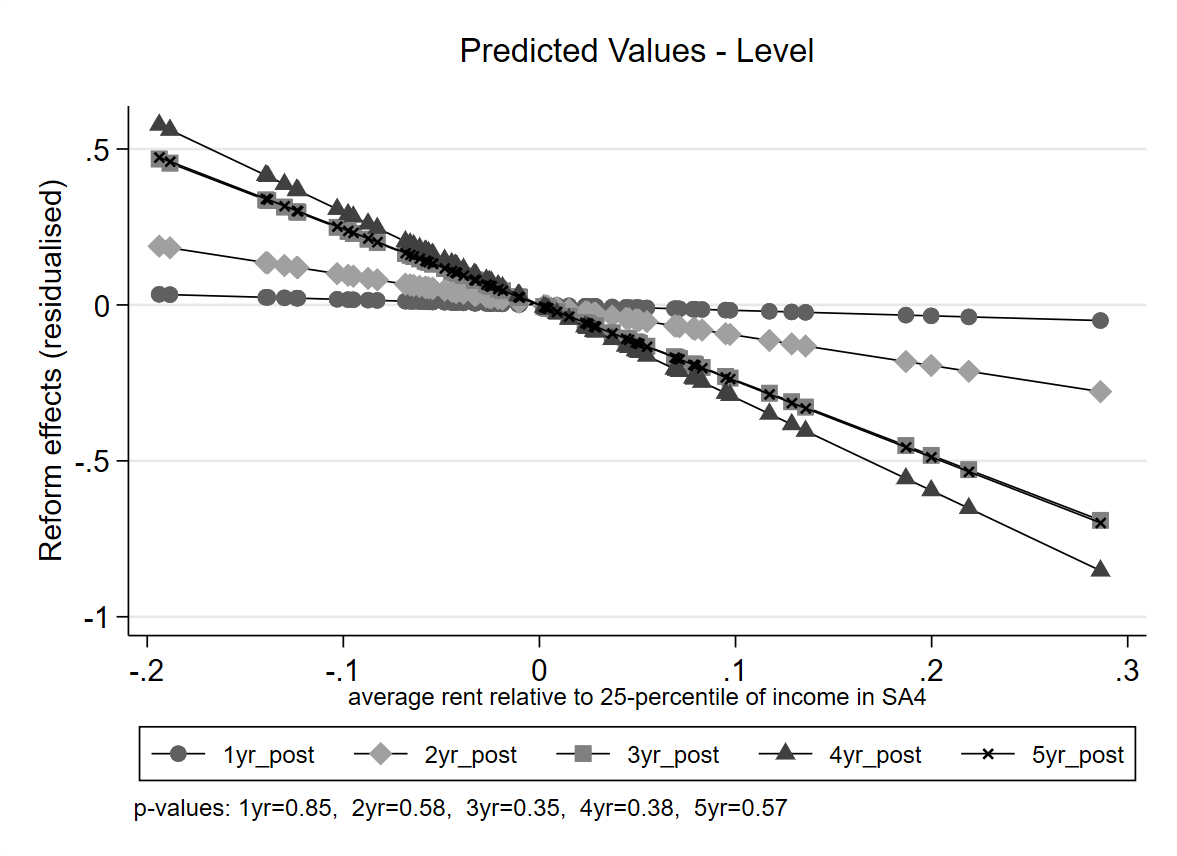 Predicted Values - Level
Reform effects (residualised)
.5
0
-.5
-1
-.2 -.1 0 .1 .2 .3
average rent relative to 25-percentile of income in SA4
1yr_post 2yr_post 3yr_post 4yr_post 5yr_post
p-values: 1yr=0.85, 2yr=0.58, 3yr=0.35, 4yr=0.38, 5yr=0.57